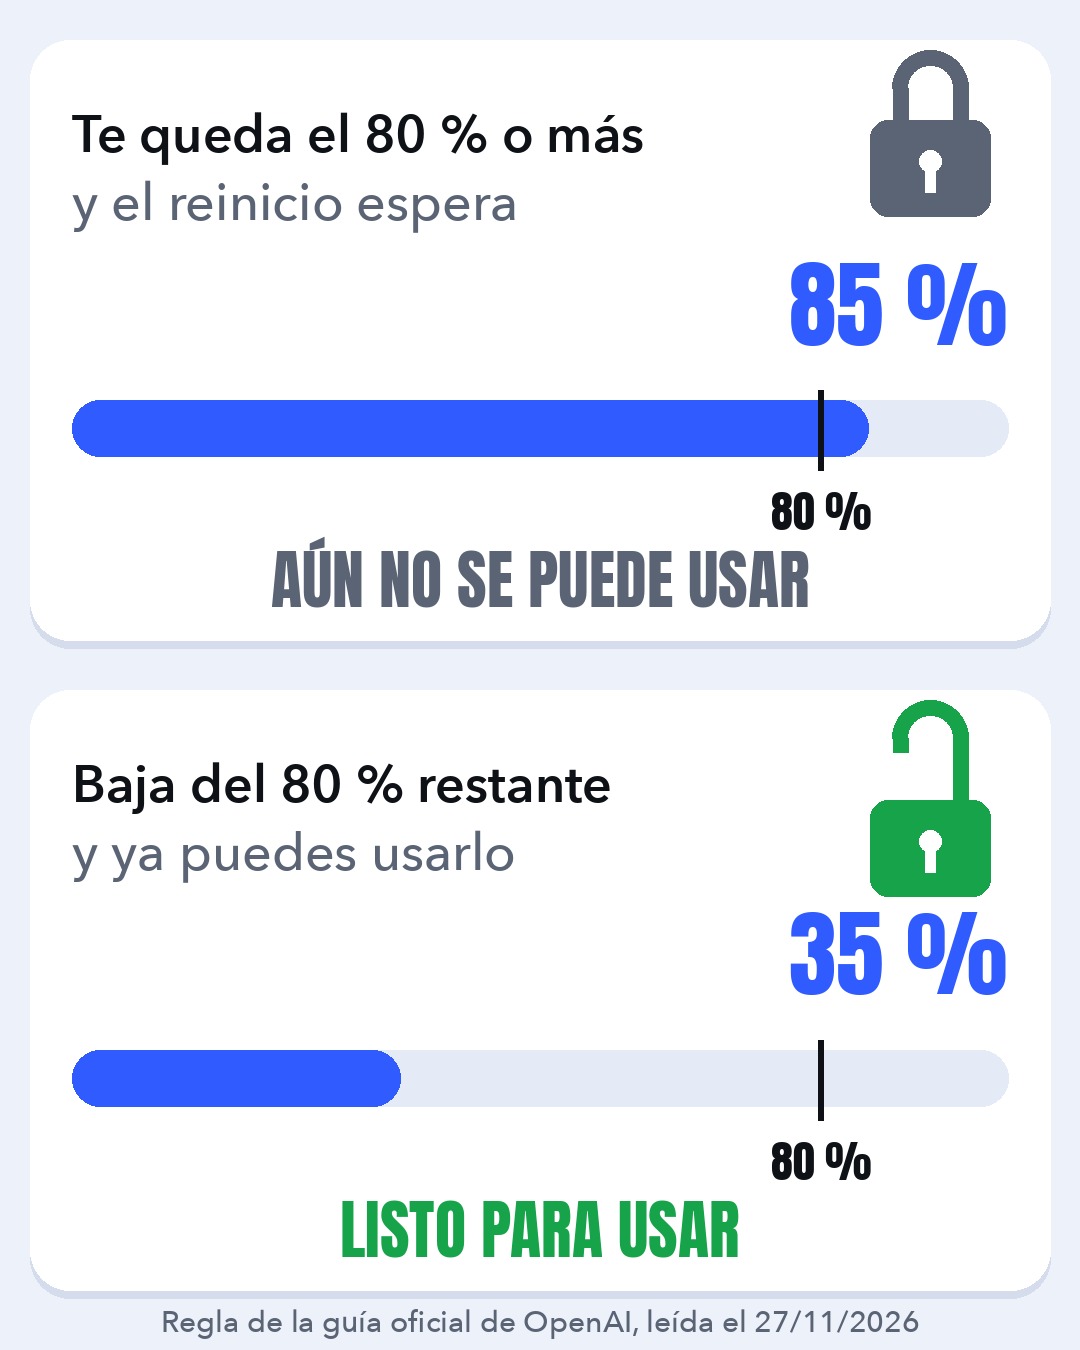 Te queda el 80 % o más
y el reinicio espera
85 %
80 %
AÚN NO SE PUEDE USAR
Baja del 80 % restante
y ya puedes usarlo
35 %
80 %
LISTO PARA USAR
Regla de la guía oficial de OpenAI, leída el 27/11/2026